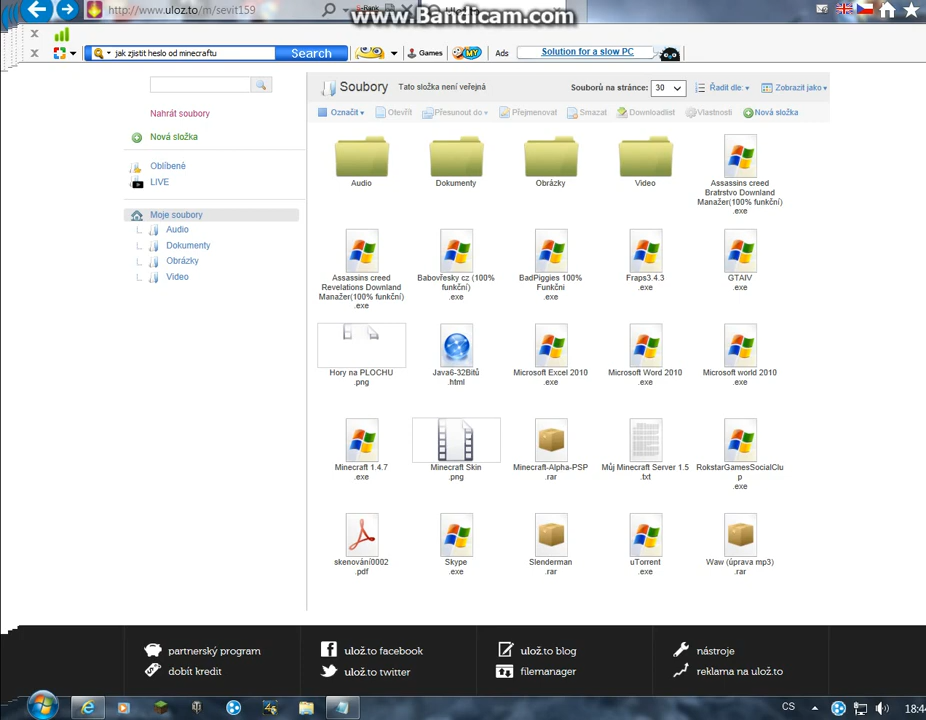 http://www.uloz.to/m/sevit159
www.Bandicam.com
jak zjistit heslo od minecraftu
Search
Games
MY
Ads
Solution for a slow PC
Soubory
Tato složka není veřejná
Souborů na stránce:
30
Řadit dle:
Zobrazit jako
Nahrát soubory
Označit
Otevřít
Přesunout do
Přejmenovat
Smazat
Downloadlist
Vlastnosti
Nová složka
Nová složka
Oblíbené
LIVE
Moje soubory
Audio
Dokumenty
Obrázky
Video
Audio
Dokumenty
Obrázky
Video
Assassins creed
Bratrstvo Downland
Manažer(100% funkční)
.exe
Assassins creed
Revelations Downland
Manažer(100% funkční)
.exe
Babovřesky cz (100%
funkční)
.exe
BadPiggies 100%
Funkčni
.exe
Fraps3.4.3
.exe
GTAIV
.exe
Hory na PLOCHU
.png
Java6-32Bitů
.html
Microsoft Excel 2010
.exe
Microsoft Word 2010
.exe
Microsoft world 2010
.exe
Minecraft 1.4.7
.exe
Minecraft Skin
.png
Minecraft-Alpha-PSP
.rar
Můj Minecraft Server 1.5
.txt
RokstarGamesSocialClu
p
.exe
skenování0002
.pdf
Skype
.exe
Slenderman
.rar
uTorrent
.exe
Waw (úprava mp3)
.rar
partnerský program
ulož.to facebook
ulož.to blog
nástroje
dobít kredit
ulož.to twitter
filemanager
reklama na ulož.to
CS
18:4